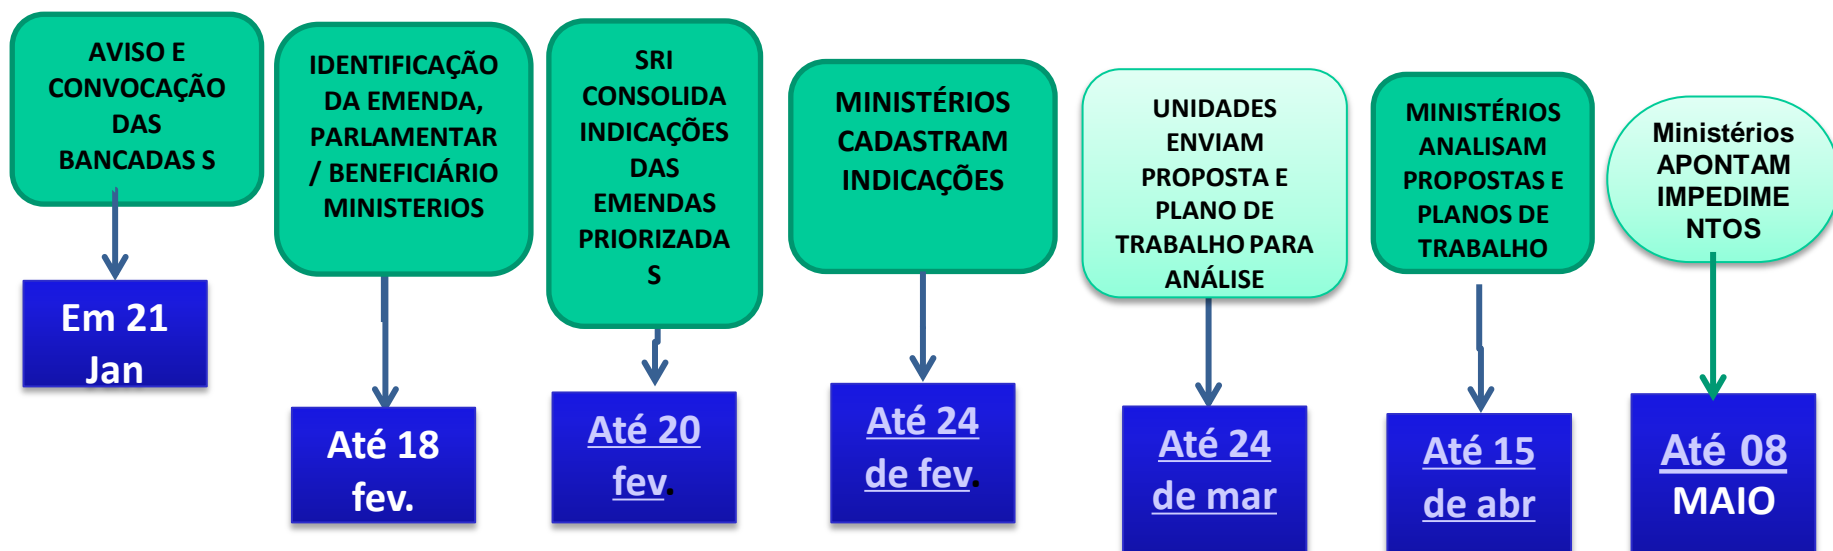 AVISO E
CONVOCAÇÃO
DAS
BANCADAS S
Em 21
Jan
IDENTIFICAÇÃO
DA EMENDA,
PARLAMENTAR
/ BENEFICIÁRIO
MINISTERIOS
Até 18
fev.
SRI
CONSOLIDA
INDICAÇÕES
DAS
EMENDAS
PRIORIZADA
S
Até 20
fev.
MINISTÉRIOS
CADASTRAM
INDICAÇÕES
Até 24
de fev.
UNIDADES
ENVIAM
PROPOSTA E
PLANO DE
TRABALHO PARA
ANÁLISE
Até 24
de mar
MINISTÉRIOS
ANALISAM
PROPOSTAS E
PLANOS DE
TRABALHO
Até 15
de abr
Ministérios
APONTAM
IMPEDIME
NTOS
Até 08
MAIO